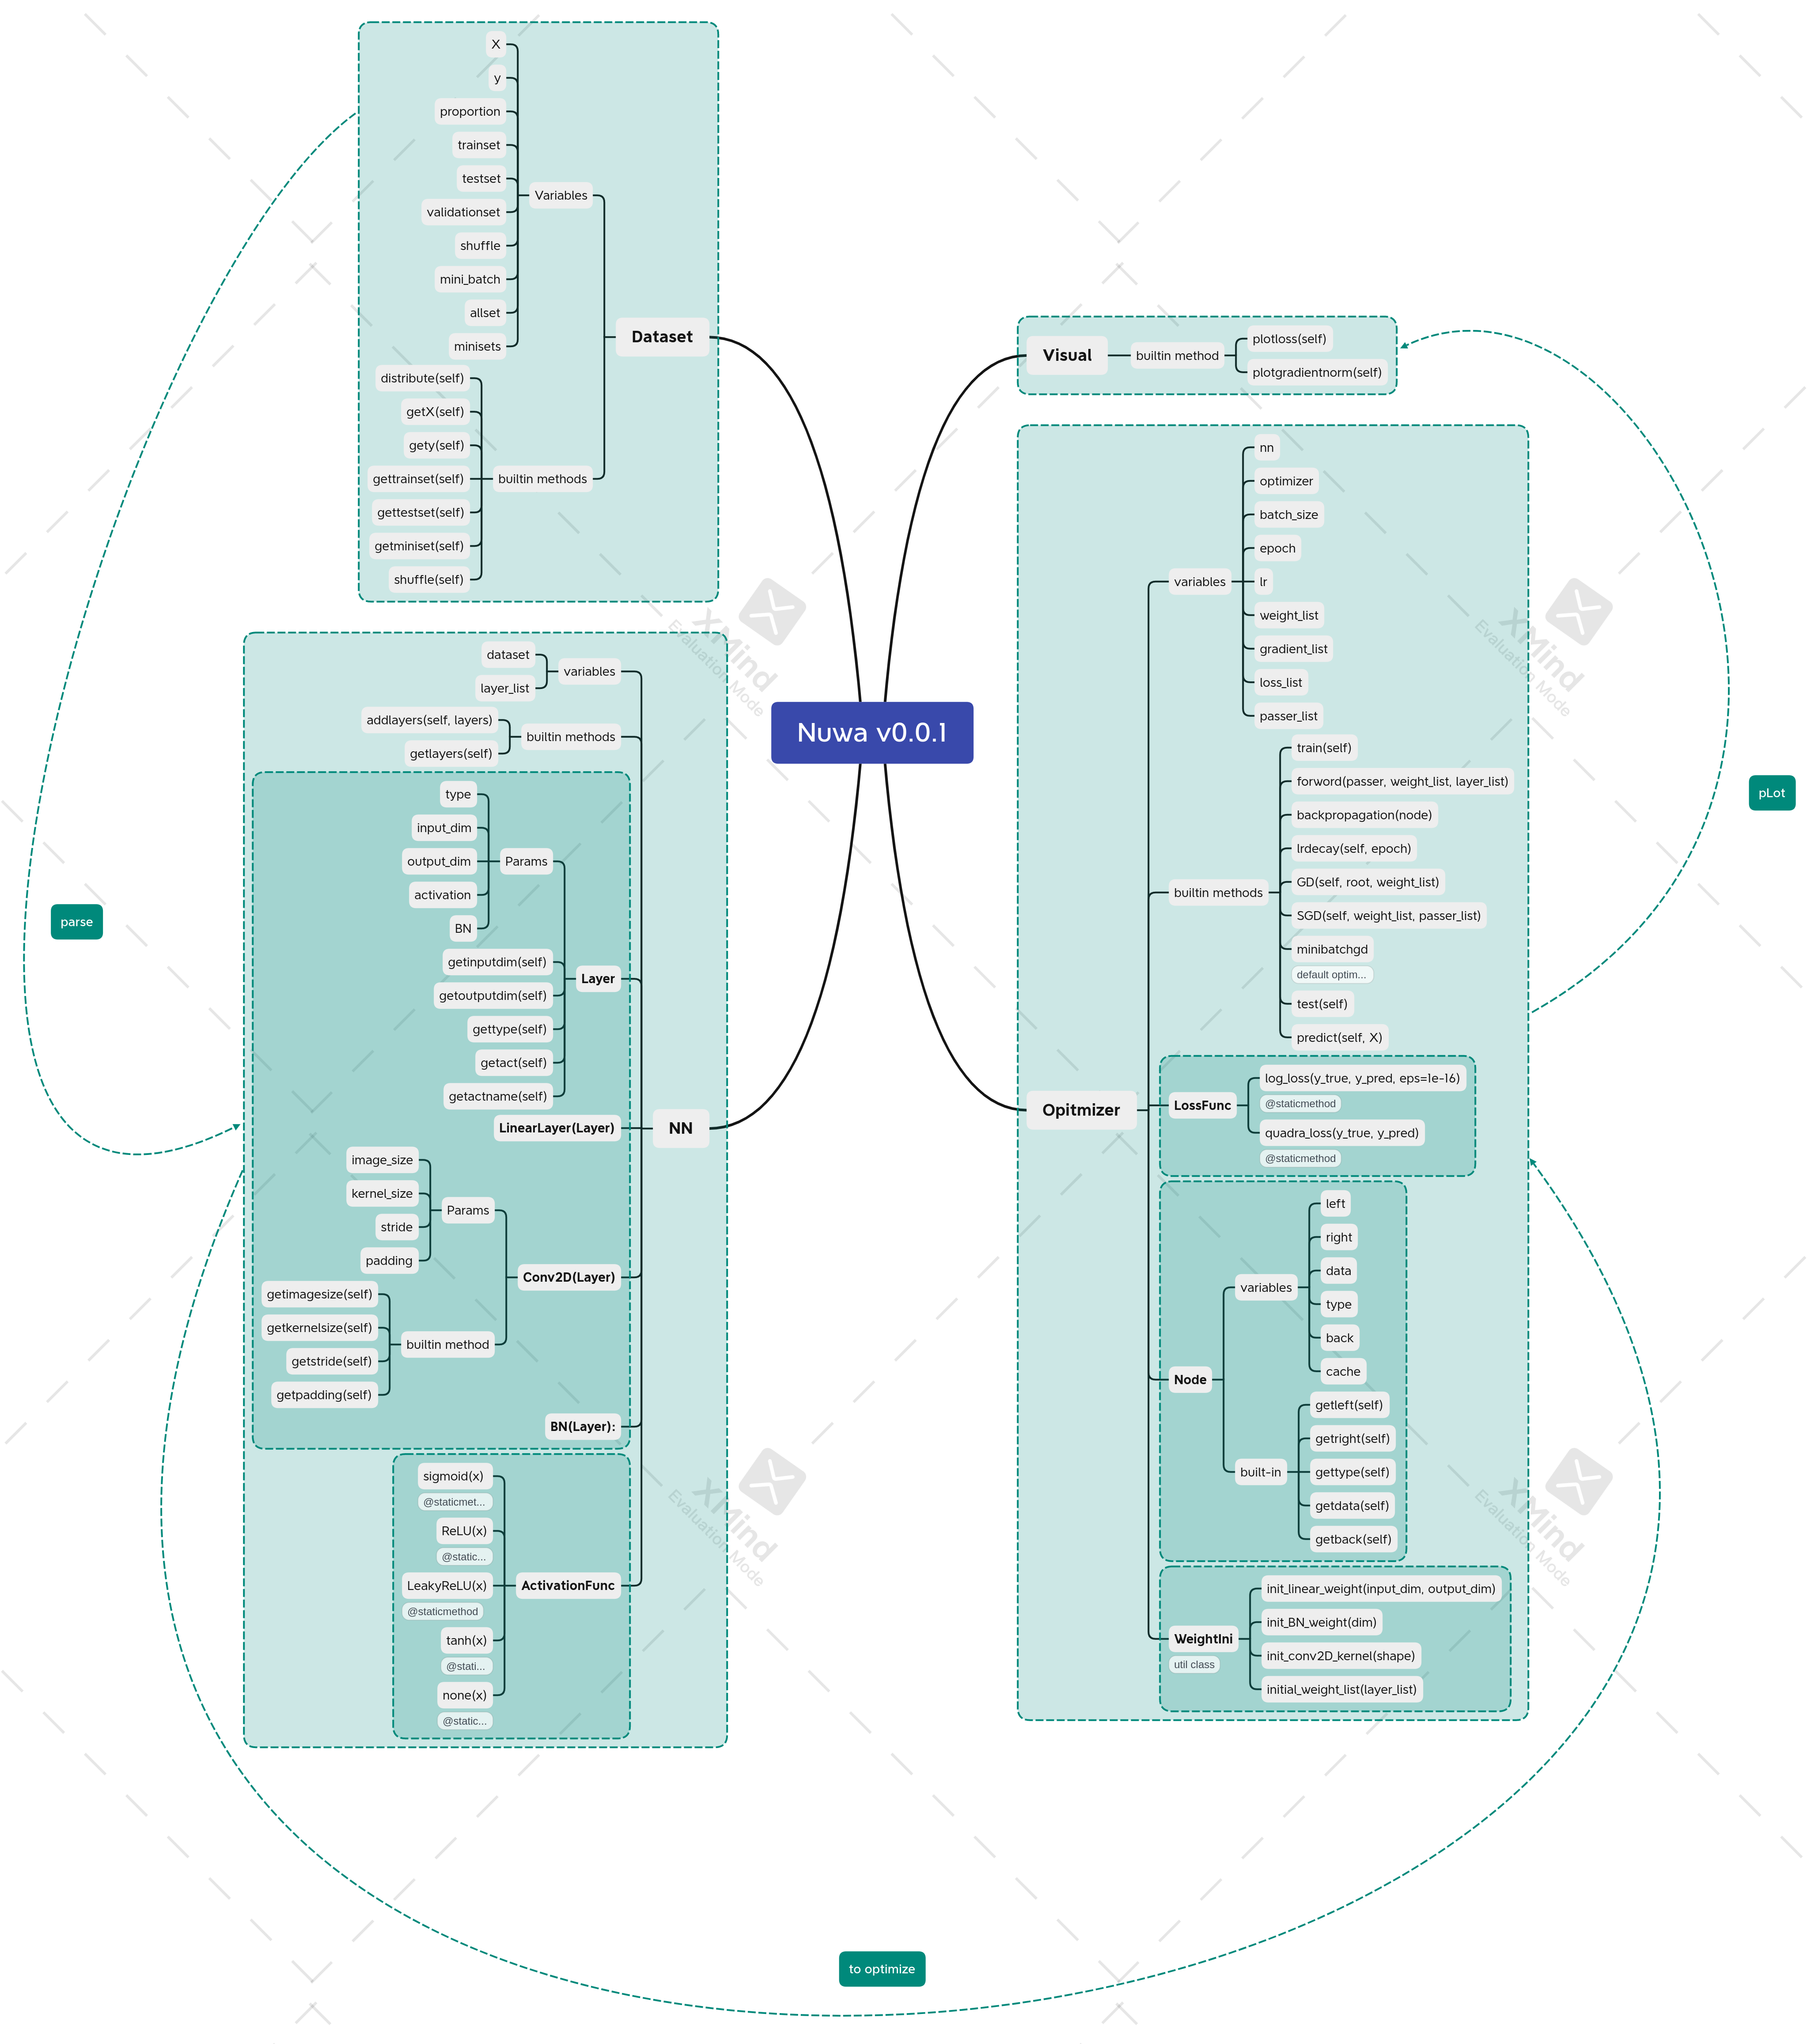 Nuwa v0.0.1
Dataset
Variables
X
y
proportion
trainset
testset
validationset
shuffle
mini_batch
allset
minisets
builtin methods
distribute(self)
getX(self)
gety(self)
gettrainset(self)
gettestset(self)
getminiset(self)
shuffle(self)
parse
NN
variables
dataset
layer_list
builtin methods
addlayers(self, layers)
getlayers(self)
Layer
Params
type
input_dim
output_dim
activation
BN
getinputdim(self)
getoutputdim(self)
gettype(self)
getact(self)
getactname(self)
LinearLayer(Layer)
Conv2D(Layer)
Params
image_size
kernel_size
stride
padding
builtin method
getimagesize(self)
getkernelsize(self)
getstride(self)
getpadding(self)
BN(Layer):
ActivationFunc
sigmoid(x)
@staticmet...
ReLU(x)
@static...
LeakyReLU(x)
@staticmethod
tanh(x)
@stati...
none(x)
@static...
to optimize
Visual
builtin method
plotloss(self)
plotgradientnorm(self)
pLot
Opitmizer
variables
nn
optimizer
batch_size
epoch
lr
weight_list
gradient_list
loss_list
passer_list
builtin methods
train(self)
forword(passer, weight_list, layer_list)
backpropagation(node)
lrdecay(self, epoch)
GD(self, root, weight_list)
SGD(self, weight_list, passer_list)
minibatchgd
default optim...
test(self)
predict(self, X)
LossFunc
log_loss(y_true, y_pred, eps=1e-16)
@staticmethod
quadra_loss(y_true, y_pred)
@staticmethod
Node
variables
left
right
data
type
back
cache
built-in
getleft(self)
getright(self)
gettype(self)
getdata(self)
getback(self)
WeightIni
util class
init_linear_weight(input_dim, output_dim)
init_BN_weight(dim)
init_conv2D_kernel(shape)
initial_weight_list(layer_list)
XMind
Evaluation Mode
XMind
Evaluation Mode
XMind
Evaluation Mode
XMind
Evaluation Mode